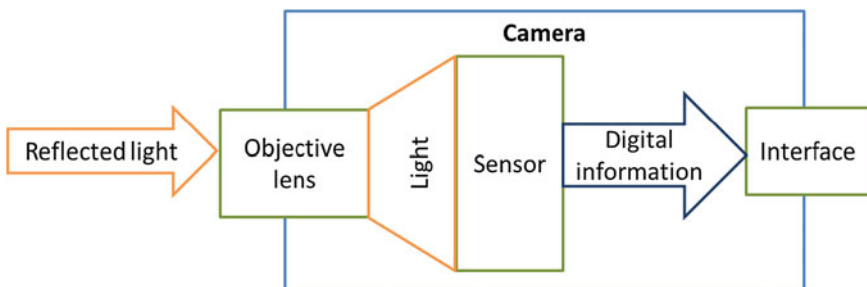 Camera
Reflected light
Objective
lens
Light
Sensor
Digital
information
Interface